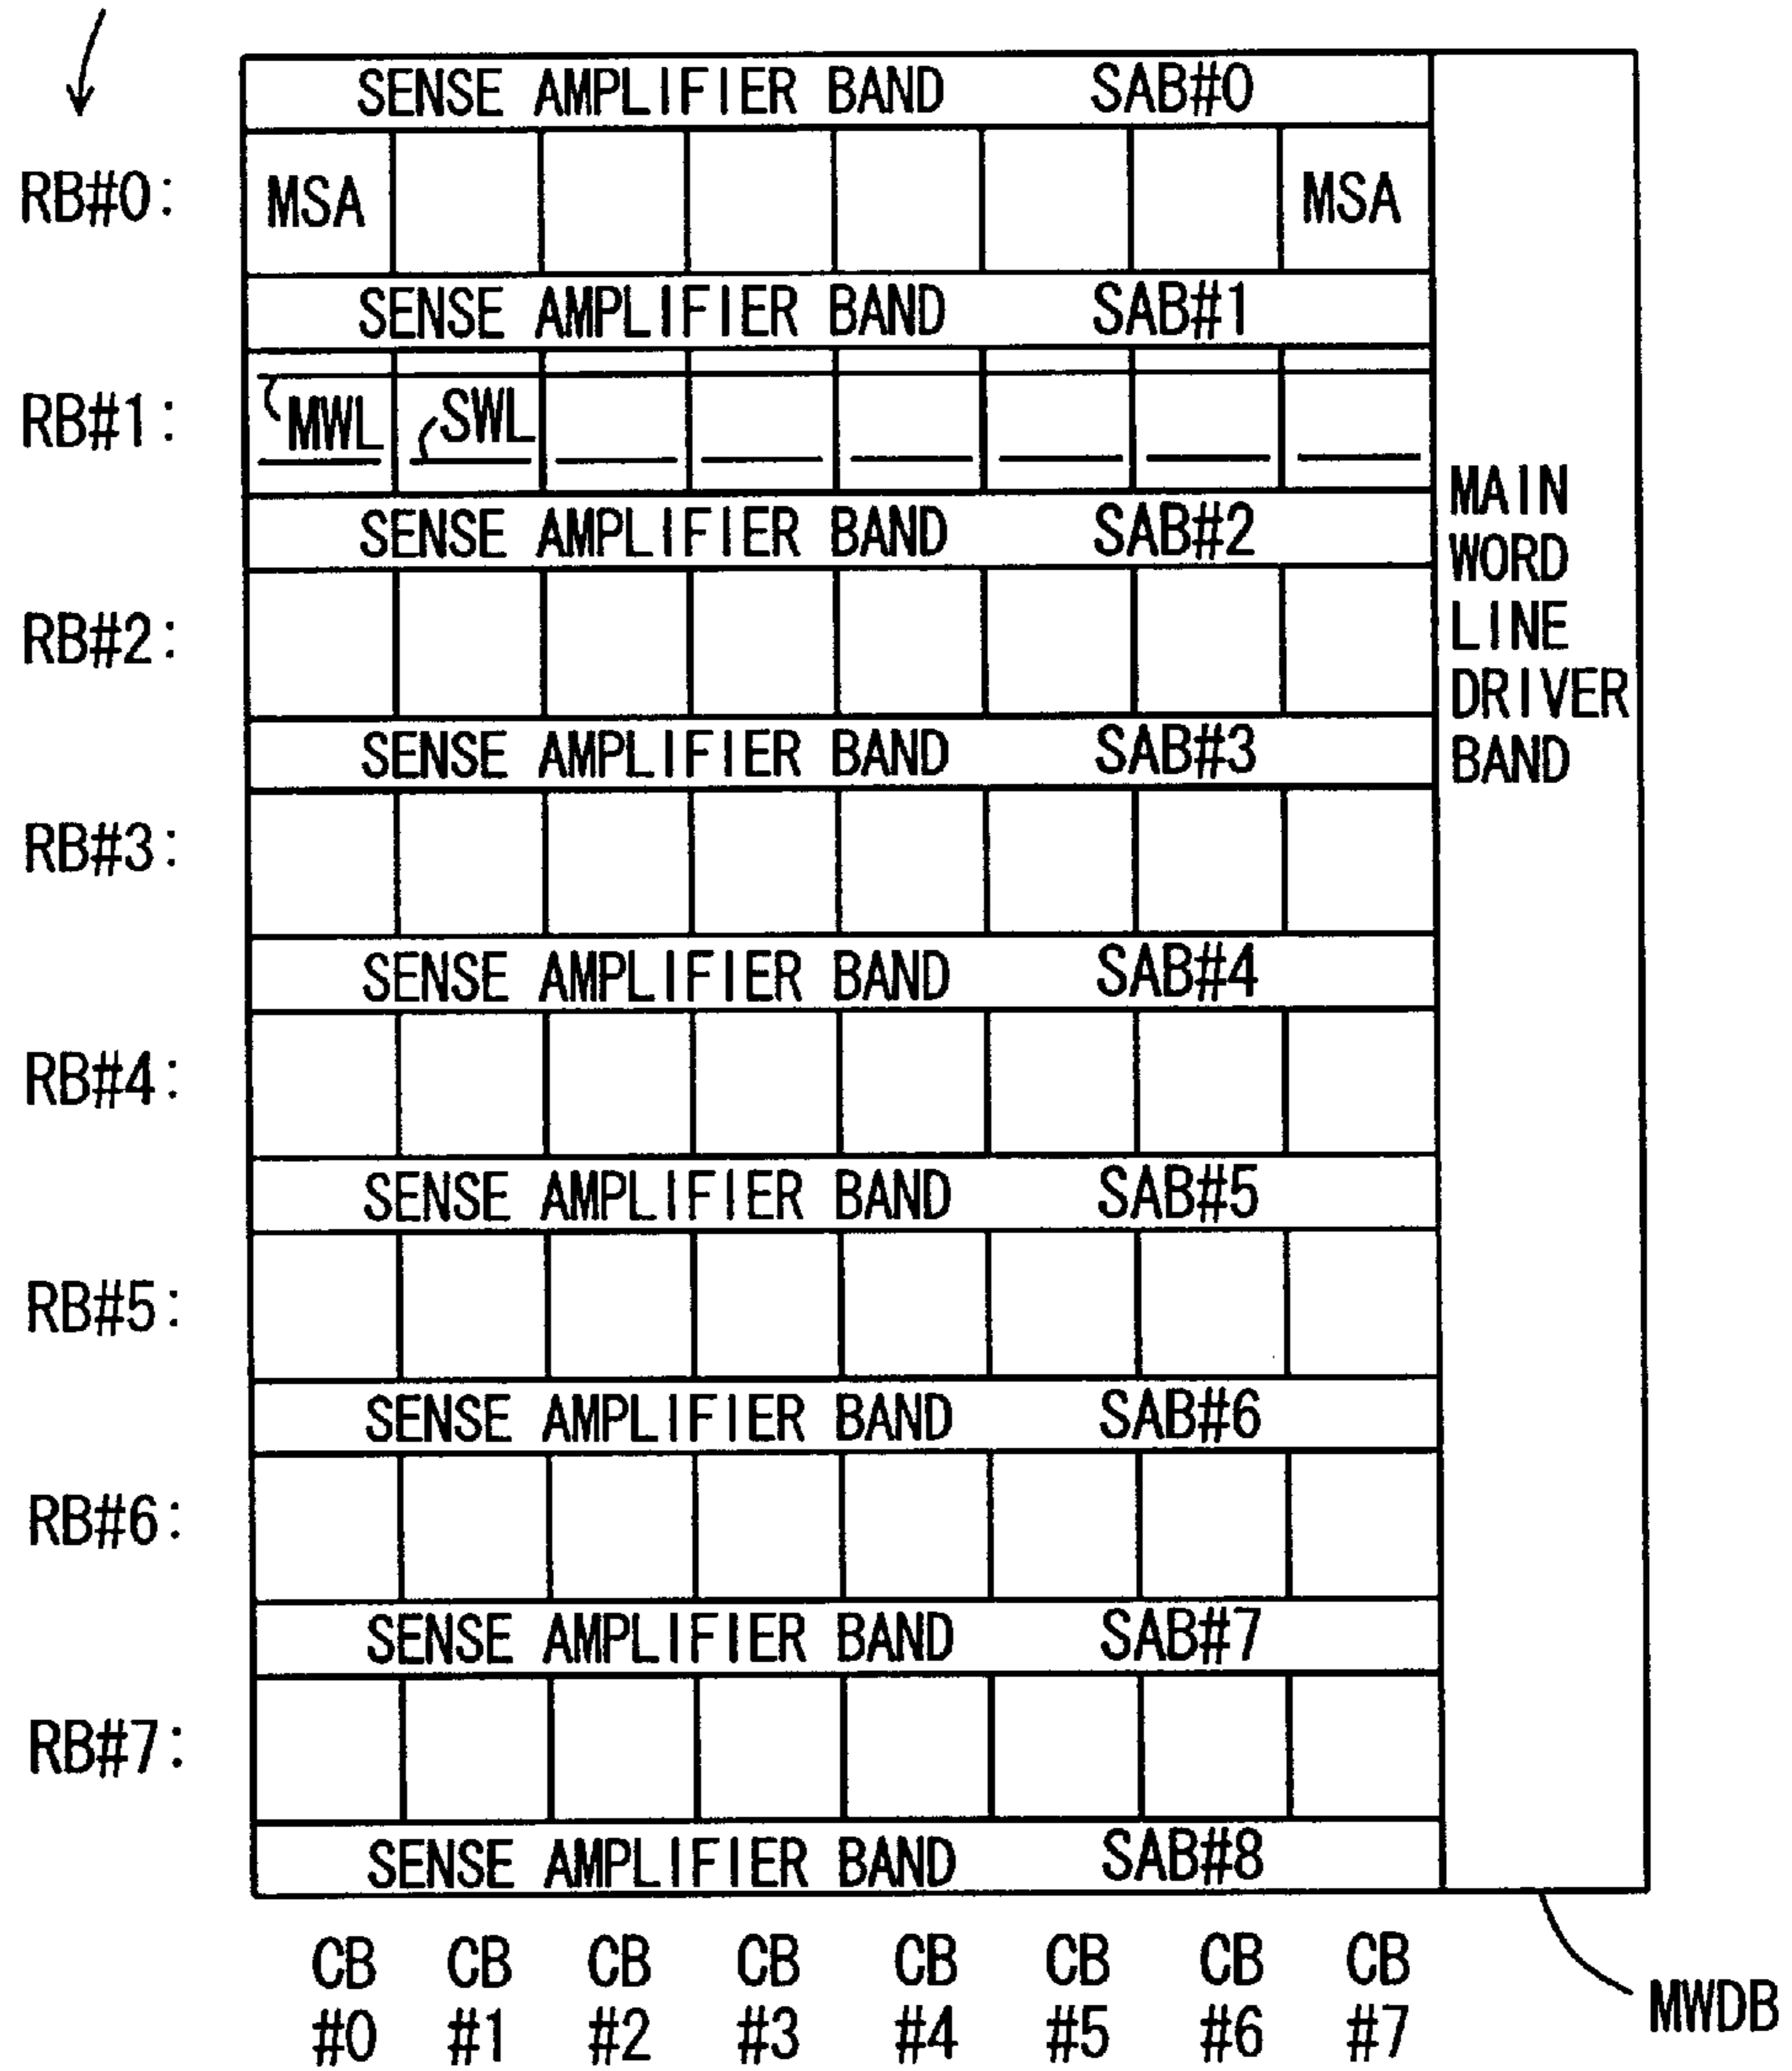 SENSE AMPLIFIER BAND SAB#0
RB#0: MSA MSA
SENSE AMPLIFIER BAND SAB#1
RB#1: MWL SWL
SENSE AMPLIFIER BAND SAB#2
RB#2:
SENSE AMPLIFIER BAND SAB#3
RB#3:
SENSE AMPLIFIER BAND SAB#4
RB#4:
SENSE AMPLIFIER BAND SAB#5
RB#5:
SENSE AMPLIFIER BAND SAB#6
RB#6:
SENSE AMPLIFIER BAND SAB#7
RB#7:
SENSE AMPLIFIER BAND SAB#8
MAIN
WORD
LINE
DRIVER
BAND
CB CB CB CB CB CB CB CB
#0 #1 #2 #3 #4 #5 #6 #7
MWDB